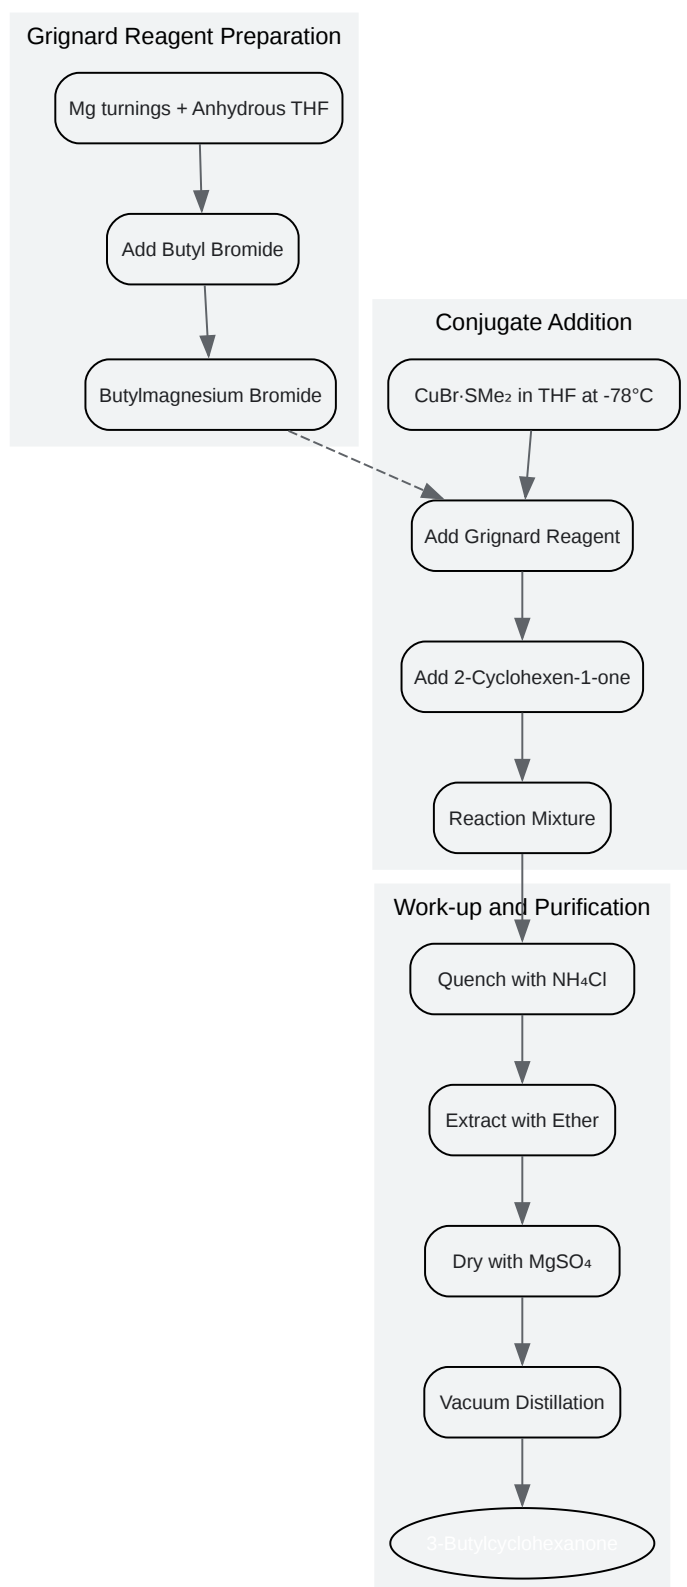 Grignard Reagent Preparation
Mg turnings + Anhydrous THF
Add Butyl Bromide
Butylmagnesium Bromide
Conjugate Addition
CuBr·SMe₂ in THF at -78°C
Add Grignard Reagent
Add 2-Cyclohexen-1-one
Reaction Mixture
Work-up and Purification
Quench with NH₄Cl
Extract with Ether
Dry with MgSO₄
Vacuum Distillation
3-Butylcyclohexanone